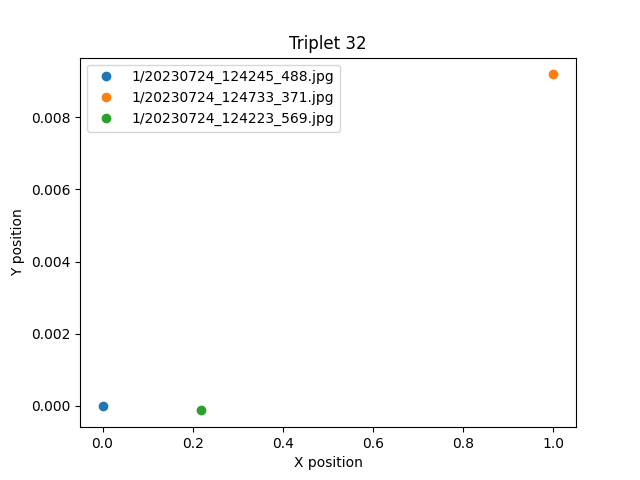 Triplet 32
1/20230724_124245_488.jpg
1/20230724_124733_371.jpg
1/20230724_124223_569.jpg
Y position
0.008
0.006
0.004
0.002
0.000
0.0 0.2 0.4 0.6 0.8 1.0
X position